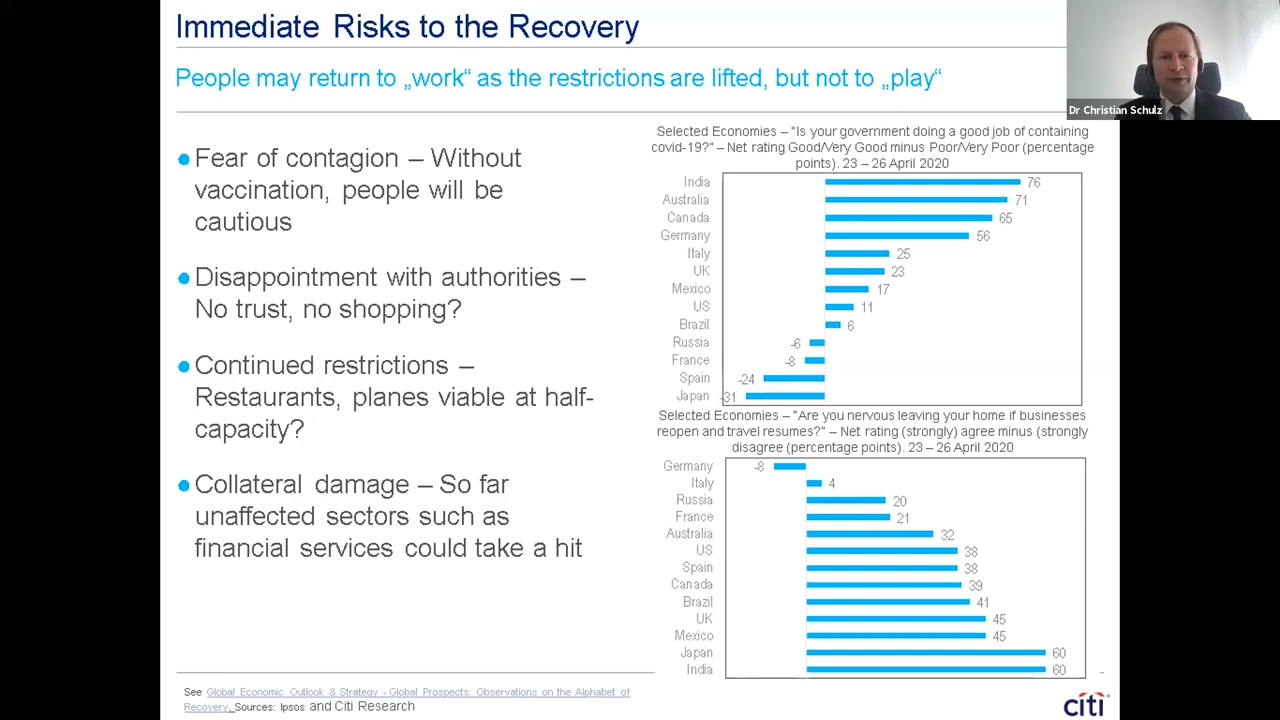 Immediate Risks to the Recovery
People may return to „work“ as the restrictions are lifted, but not to „play“
Dr Christian Schulz
Fear of contagion – Without
vaccination, people will be
cautious
Disappointment with authorities –
No trust, no shopping?
Continued restrictions –
Restaurants, planes viable at half-
capacity?
Collateral damage – So far
unaffected sectors such as
financial services could take a hit
Selected Economies – "Is your government doing a good job of containing
covid-19?" – Net rating Good/Very Good minus Poor/Very Poor (percentage
points). 23 – 26 April 2020
India 76
Australia 71
Canada 65
Germany 56
Italy 25
UK 23
Mexico 17
US 11
Brazil 6
Russia -6
France -8
Spain -24
Japan -31
Selected Economies – "Are you nervous leaving your home if businesses
reopen and travel resumes?" – Net rating (strongly) agree minus (strongly
disagree (percentage points). 23 – 26 April 2020
Germany -8
Italy 4
Russia 20
France 21
Australia 32
US 38
Spain 38
Canada 39
Brazil 41
UK 45
Mexico 45
Japan 60
India 60
See Global Economic Outlook & Strategy - Global Prospects: Observations on the Alphabet of
Recovery, Sources: Ipsos and Citi Research
citi